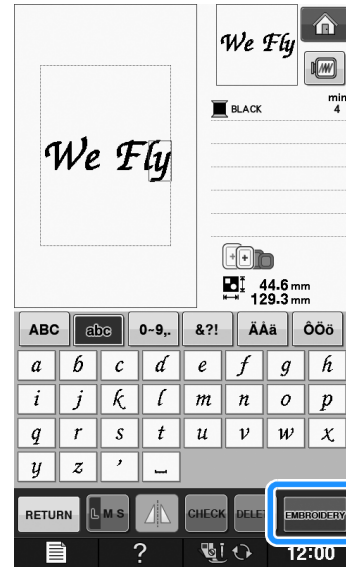 We Fly
BLACK
min
4
We Fly
44.6 mm
129.3 mm
ABC abc 0~9,. &?! ÄÅä ÔÖö
a b c d e f g h
i j k l m n o p
q r s t u v w x
y z ’ _
RETURN L M S CHECK DELE EMBROIDERY
? 12:00